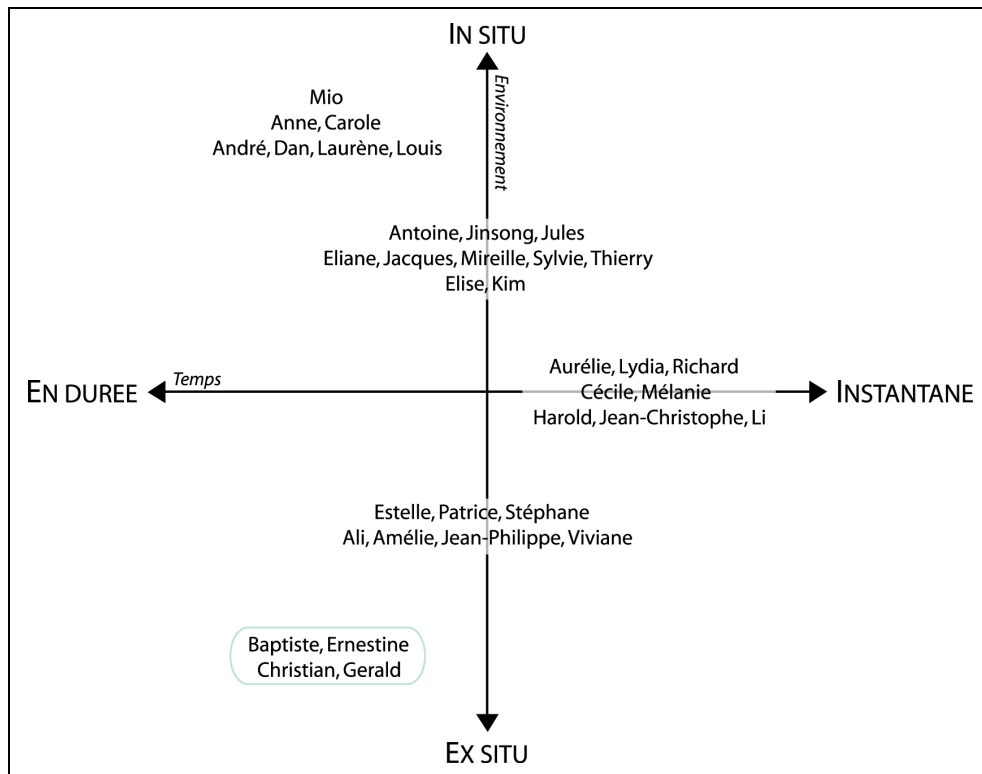 IN SITU
Environnement
Mio
Anne, Carole
André, Dan, Laurène, Louis
Antoine, Jinsong, Jules
Eliane, Jacques, Mireille, Sylvie, Thierry
Elise, Kim
Aurélie, Lydia, Richard
Cécile, Mélanie
Harold, Jean-Christophe, Li
EN DUREE
Temps
INSTANTANE
Estelle, Patrice, Stéphane
Ali, Amélie, Jean-Philippe, Viviane
Baptiste, Ernestine
Christian, Gerald
EX SITU